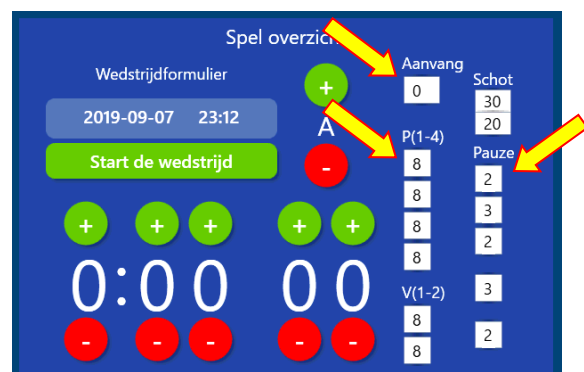 Spel overzich
Wedstrijdformulier
2019-09-07 23:12
Start de wedstrijd
+
A
-
Aanvang
0
Schot
30
20
P(1-4)
8
8
8
8
Pauze
2
3
2
3
2
V(1-2)
8
8
+ + + + +
0:00 00
- - - - -